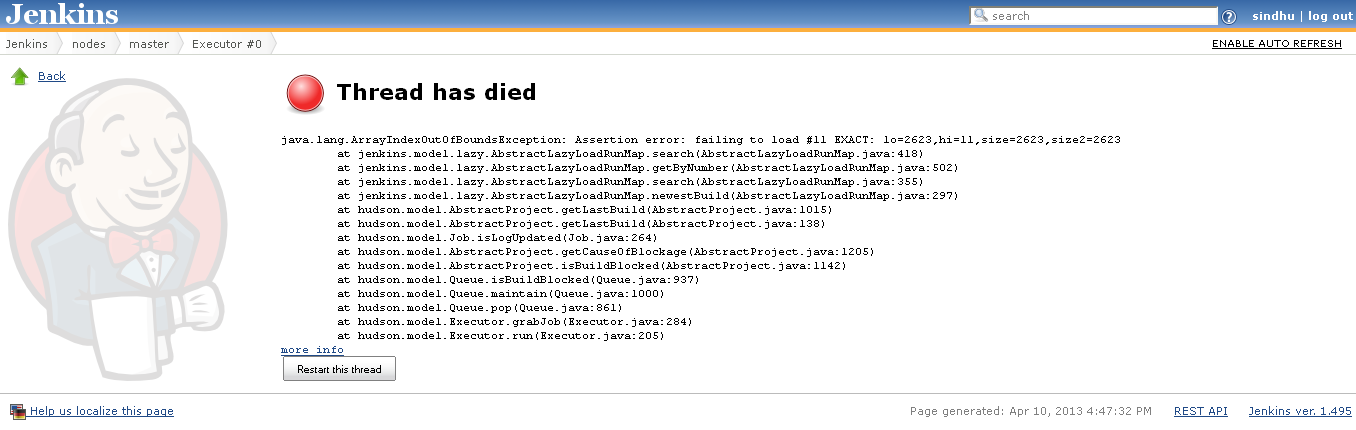 Jenkins
search
sindhu | log out
Jenkins nodes master Executor #0
ENABLE AUTO REFRESH
Back
Thread has died
java.lang.ArrayIndexOutOfBoundsException: Assertion error: failing to load #11 EXACT: lo=2623,hi=11,size=2623,size2=2623
at jenkins.model.lazy.AbstractLazyLoadRunMap.search(AbstractLazyLoadRunMap.java:418)
at jenkins.model.lazy.AbstractLazyLoadRunMap.getByNumber(AbstractLazyLoadRunMap.java:502)
at jenkins.model.lazy.AbstractLazyLoadRunMap.search(AbstractLazyLoadRunMap.java:355)
at jenkins.model.lazy.AbstractLazyLoadRunMap.newestBuild(AbstractLazyLoadRunMap.java:297)
at hudson.model.AbstractProject.getLastBuild(AbstractProject.java:1015)
at hudson.model.AbstractProject.getLastBuild(AbstractProject.java:138)
at hudson.model.Job.isLogUpdated(Job.java:264)
at hudson.model.AbstractProject.getCauseOfBlockage(AbstractProject.java:1205)
at hudson.model.AbstractProject.isBuildBlocked(AbstractProject.java:1142)
at hudson.model.Queue.isBuildBlocked(Queue.java:937)
at hudson.model.Queue.maintain(Queue.java:1000)
at hudson.model.Queue.pop(Queue.java:861)
at hudson.model.Executor.grabJob(Executor.java:284)
at hudson.model.Executor.run(Executor.java:205)
more info
Restart this thread
Help us localize this page
Page generated: Apr 10, 2013 4:47:32 PM
REST API
Jenkins ver. 1.495